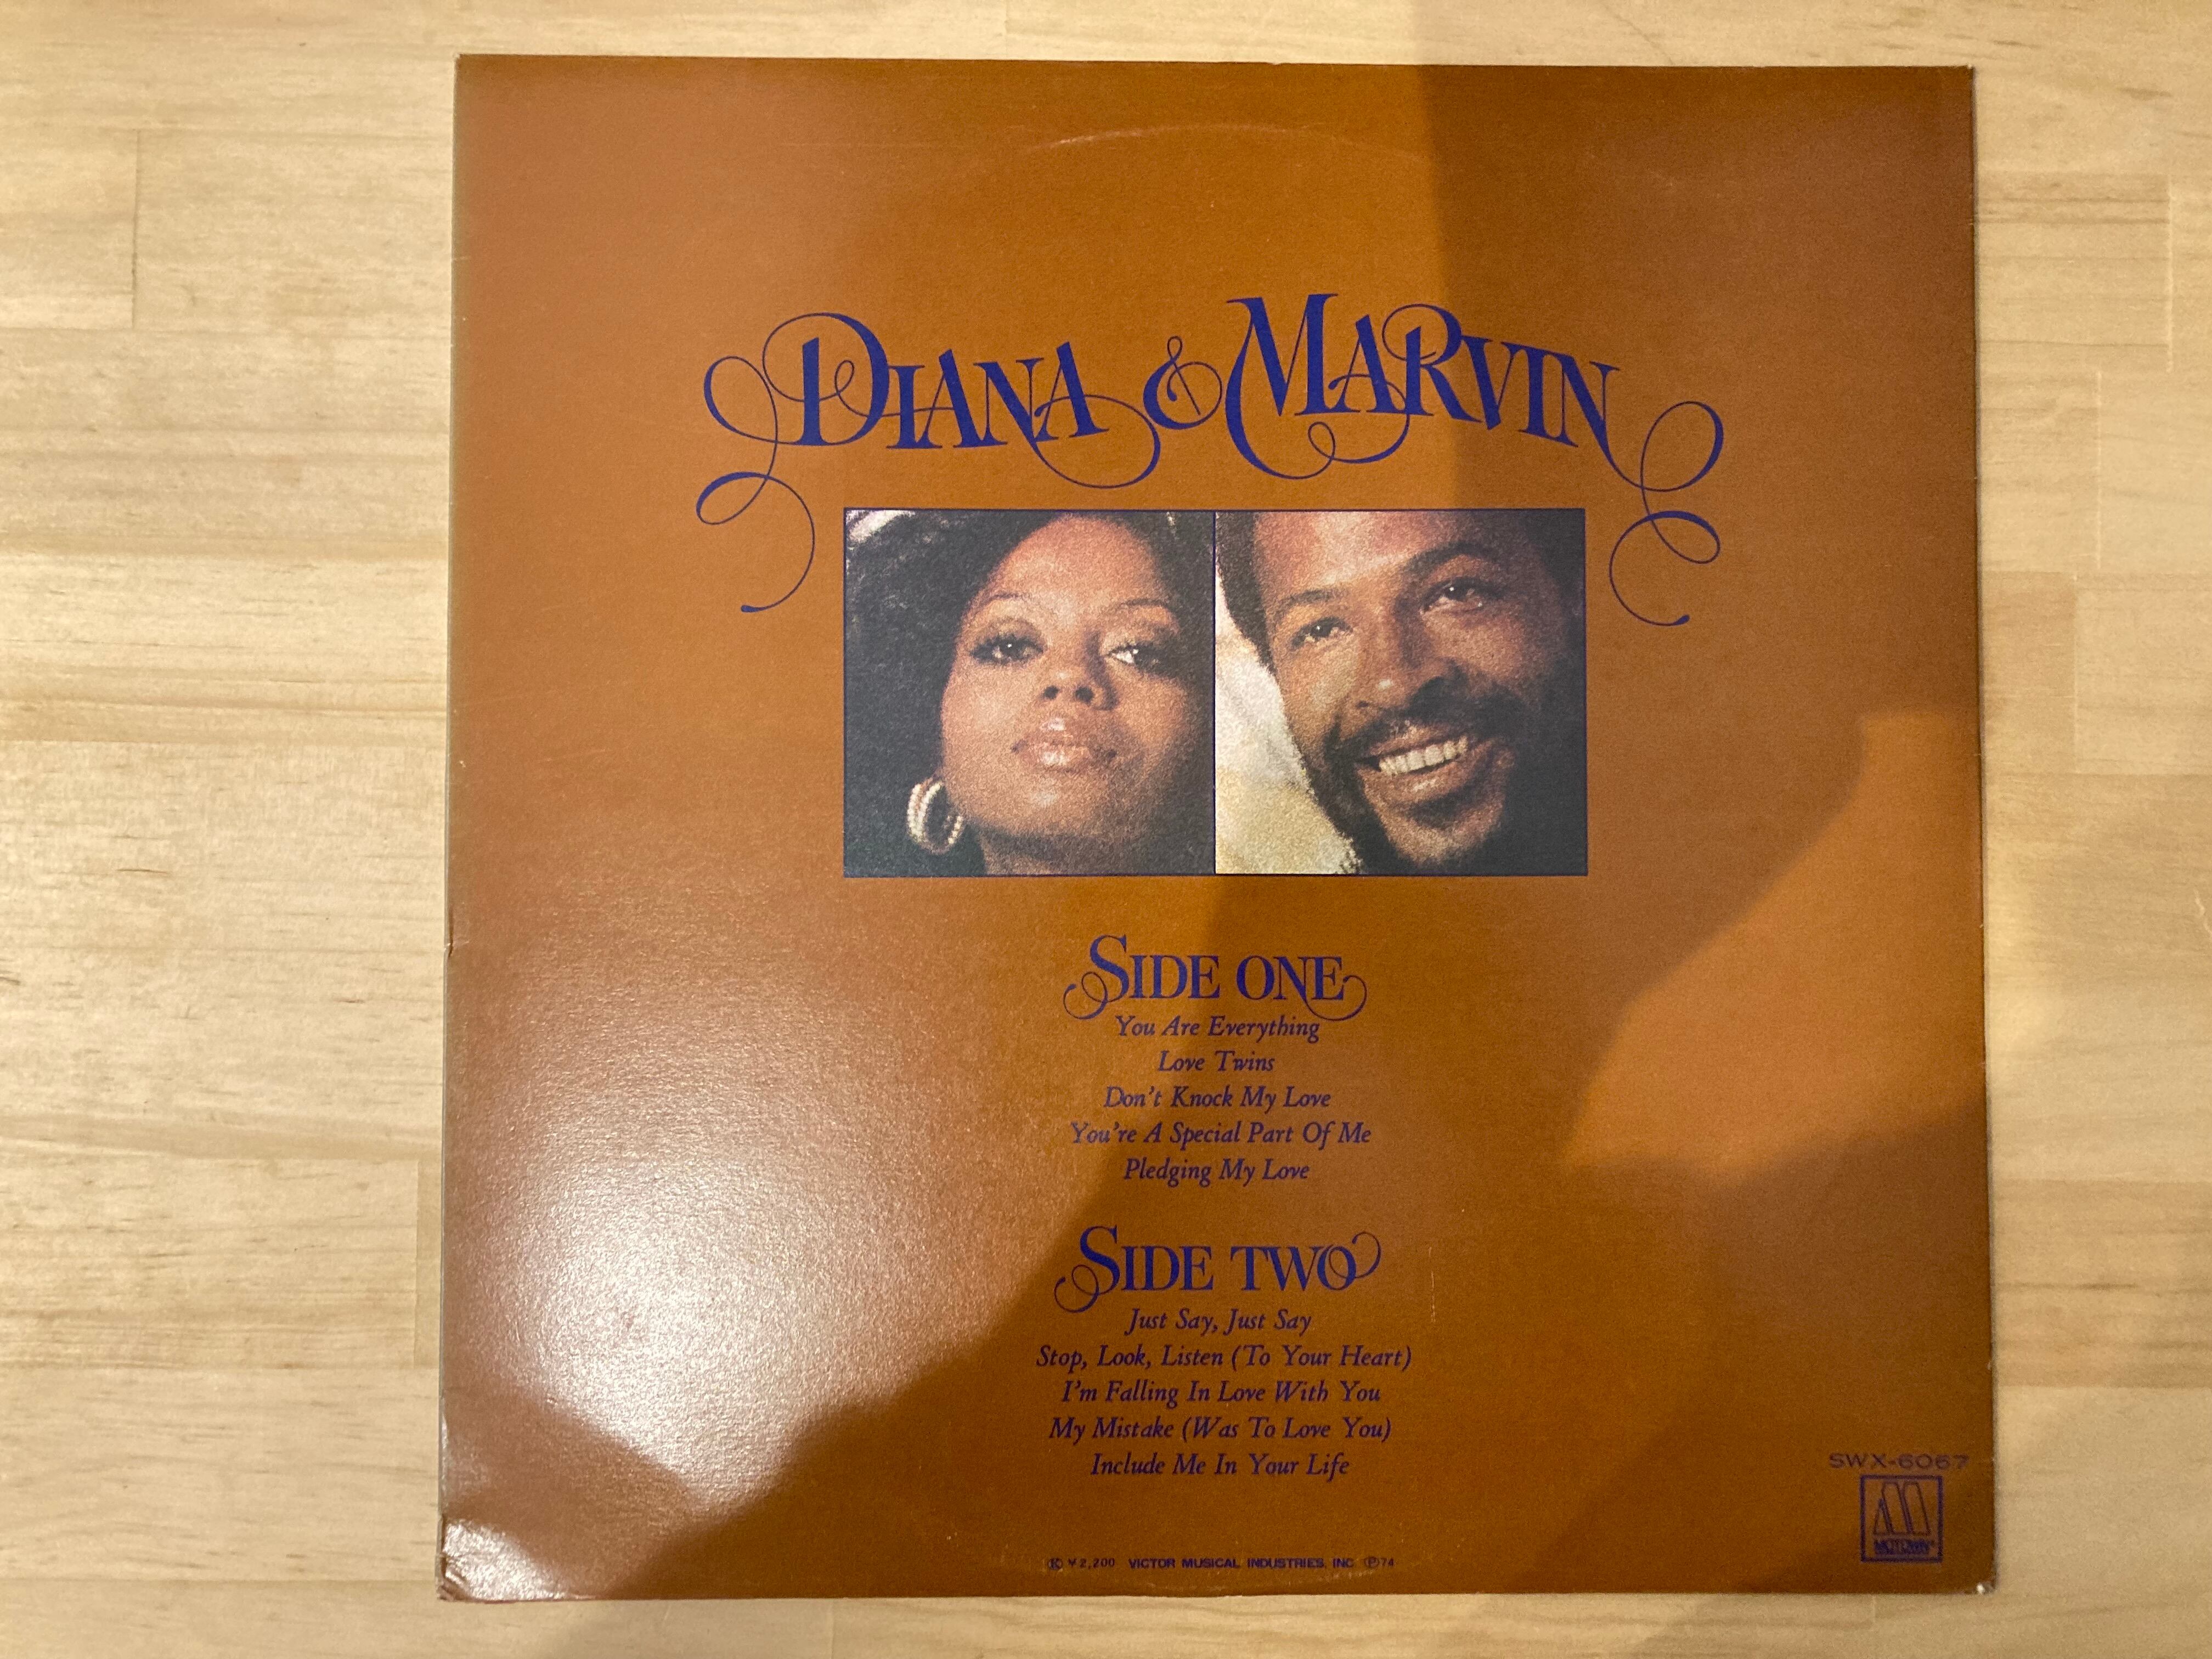 DIANA & MARVIN
SIDE ONE
You Are Everything
Love Twins
Don't Knock My Love
You're A Special Part Of Me
Pledging My Love
SIDE TWO
Just Say, Just Say
Stop, Look, Listen (To Your Heart)
I'm Falling In Love With You
My Mistake (Was To Love You)
Include Me In Your Life
SWX-6067
MOTOWN
Ⓚ ¥2,200 VICTOR MUSICAL INDUSTRIES, INC Ⓟ74